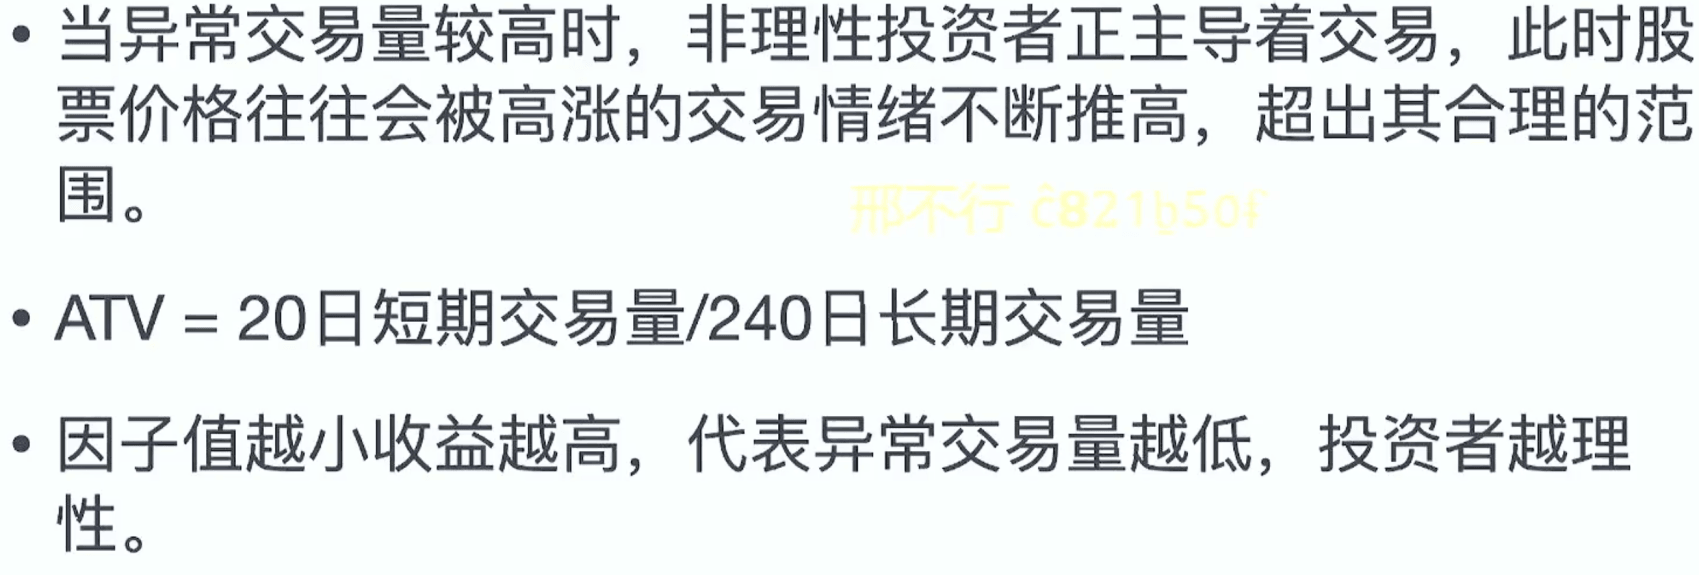 • 当异常交易量较高时，非理性投资者正主导着交易，此时股
票价格往往会被高涨的交易情绪不断推高，超出其合理的范
围。
邢不行
• ATV = 20日短期交易量/240日长期交易量
• 因子值越小收益越高，代表异常交易量越低，投资者越理
性。